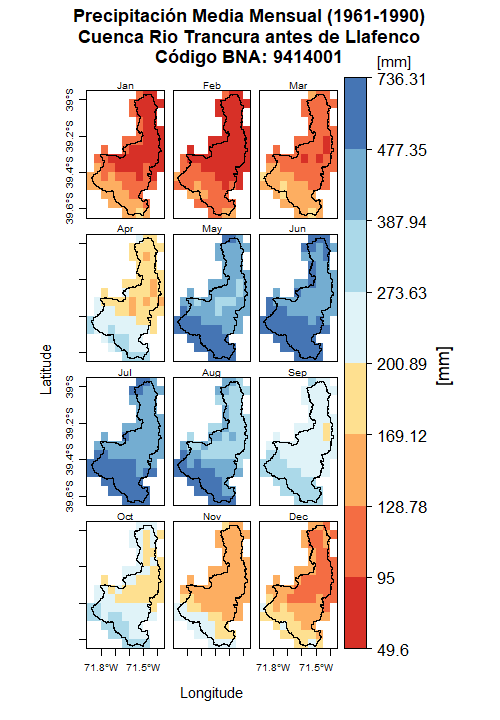 Precipitación Media Mensual (1961-1990)
Cuenca Rio Trancura antes de Llafenco
Código BNA: 9414001
[mm]
Jan Feb Mar
39°S
39.2°S
39.4°S
39.6°S
Apr May Jun
Jul Aug Sep
39°S
39.2°S
39.4°S
39.6°S
Oct Nov Dec
71.8°W 71.5°W 71.8°W 71.5°W
Latitude
Longitude
736.31
477.35
387.94
273.63
200.89
169.12
128.78
95
49.6
[mm]